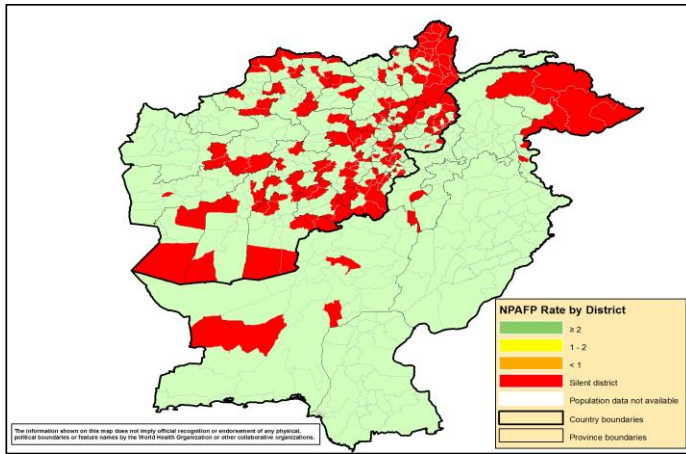 NPAFP Rate by District
≥ 2
1 - 2
< 1
Silent district
Population data not available
Country boundaries
Province boundaries
The information shown on this map does not imply official recognition or endorsement of any physical,
political boundaries or feature names by the World Health Organization or other collaborative organizations.